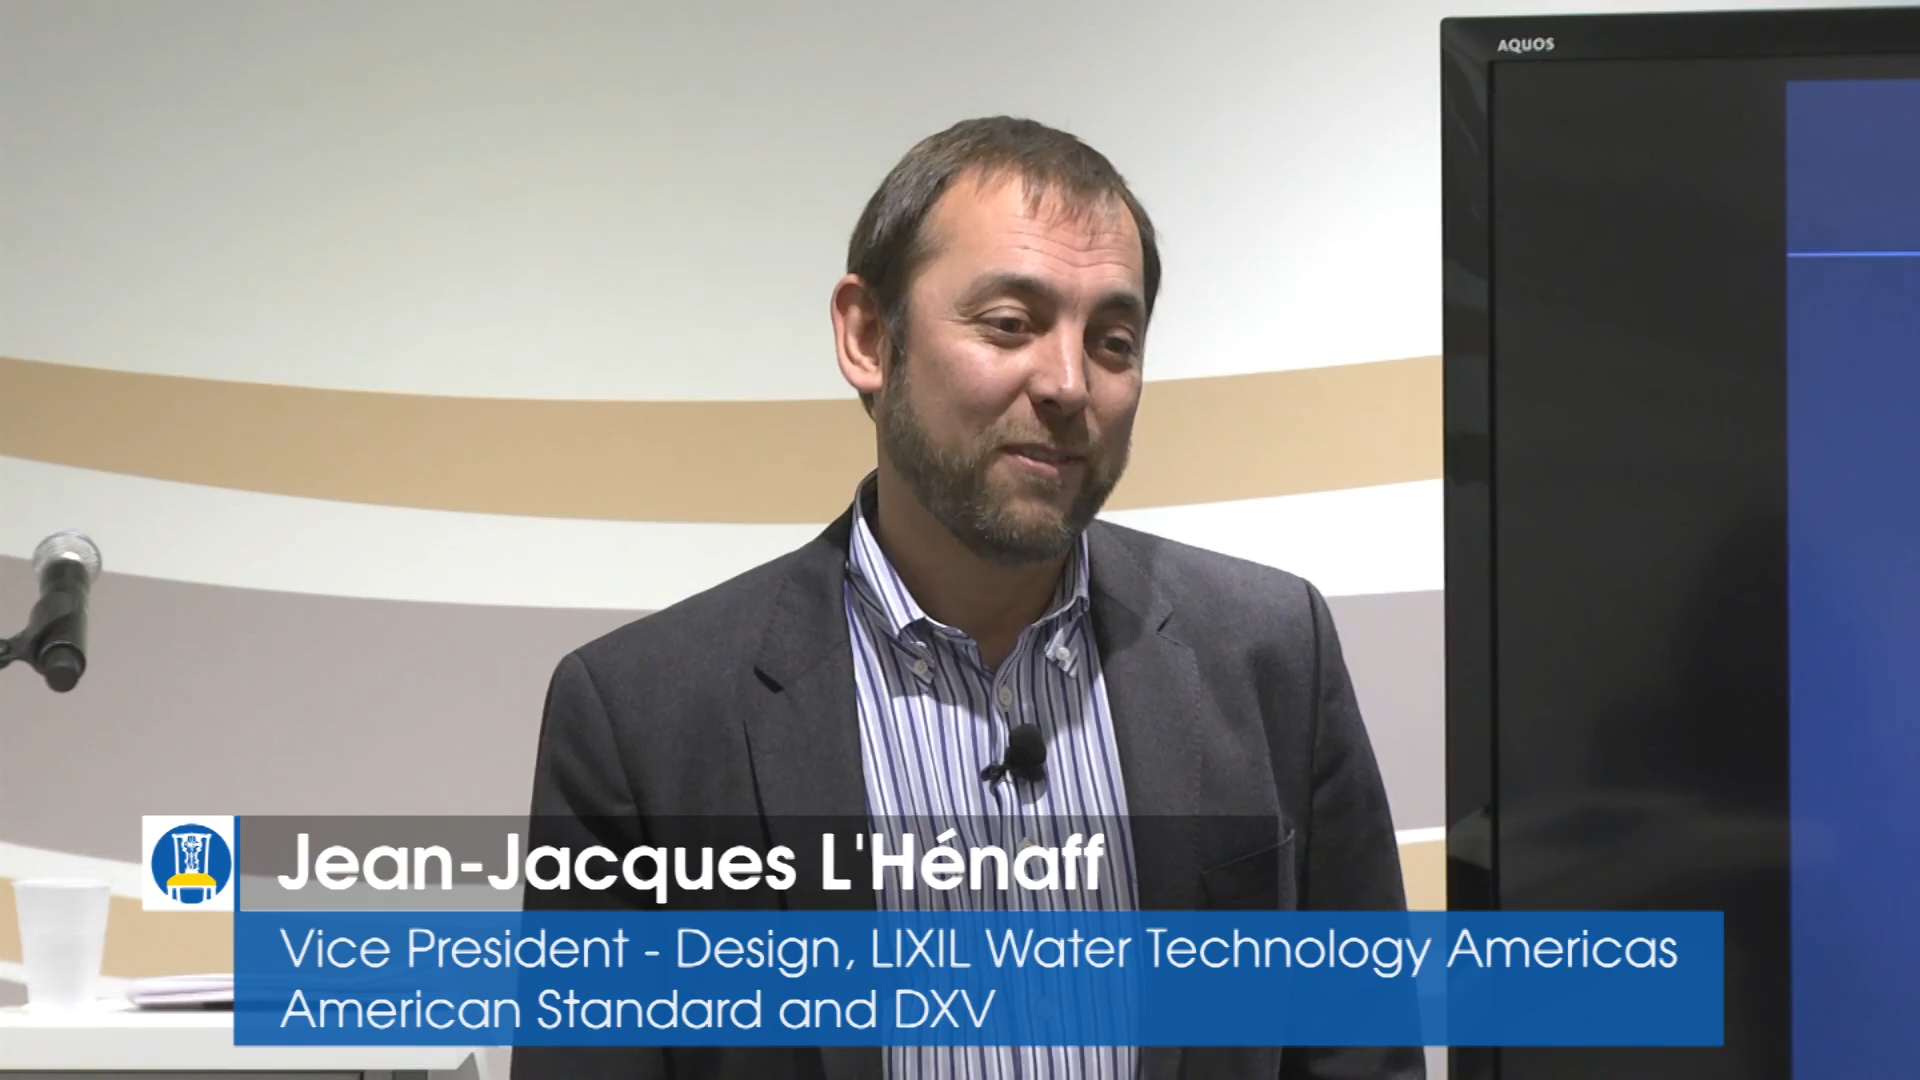 AQUOS
Jean-Jacques L'Hénaff
Vice President - Design, LIXIL Water Technology Americas
American Standard and DXV